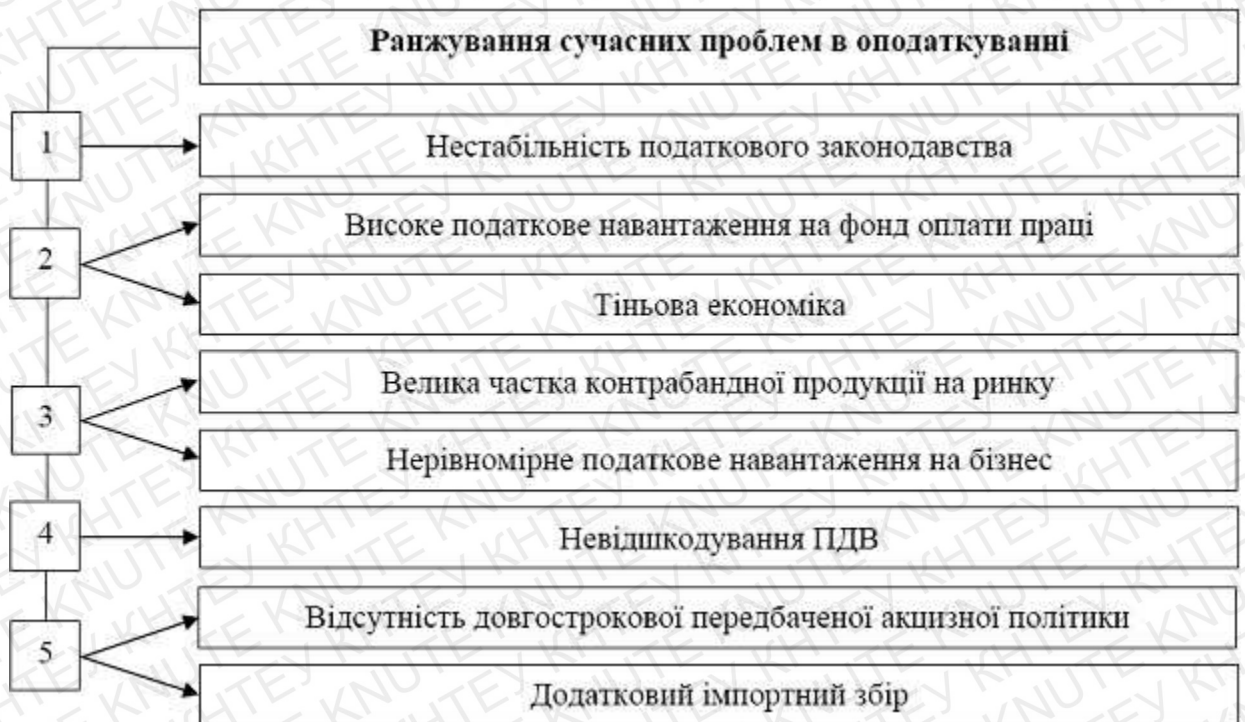 Ранжування сучасних проблем в оподаткуванні
1
Нестабільність податкового законодавства
2
Високе податкове навантаження на фонд оплати праці
Тіньова економіка
3
Велика частка контрабандної продукції на ринку
Нерівномірне податкове навантаження на бізнес
4
Невідшкодування ПДВ
5
Відсутність довгострокової передбаченої акцизної політики
Додатковий імпортний збір